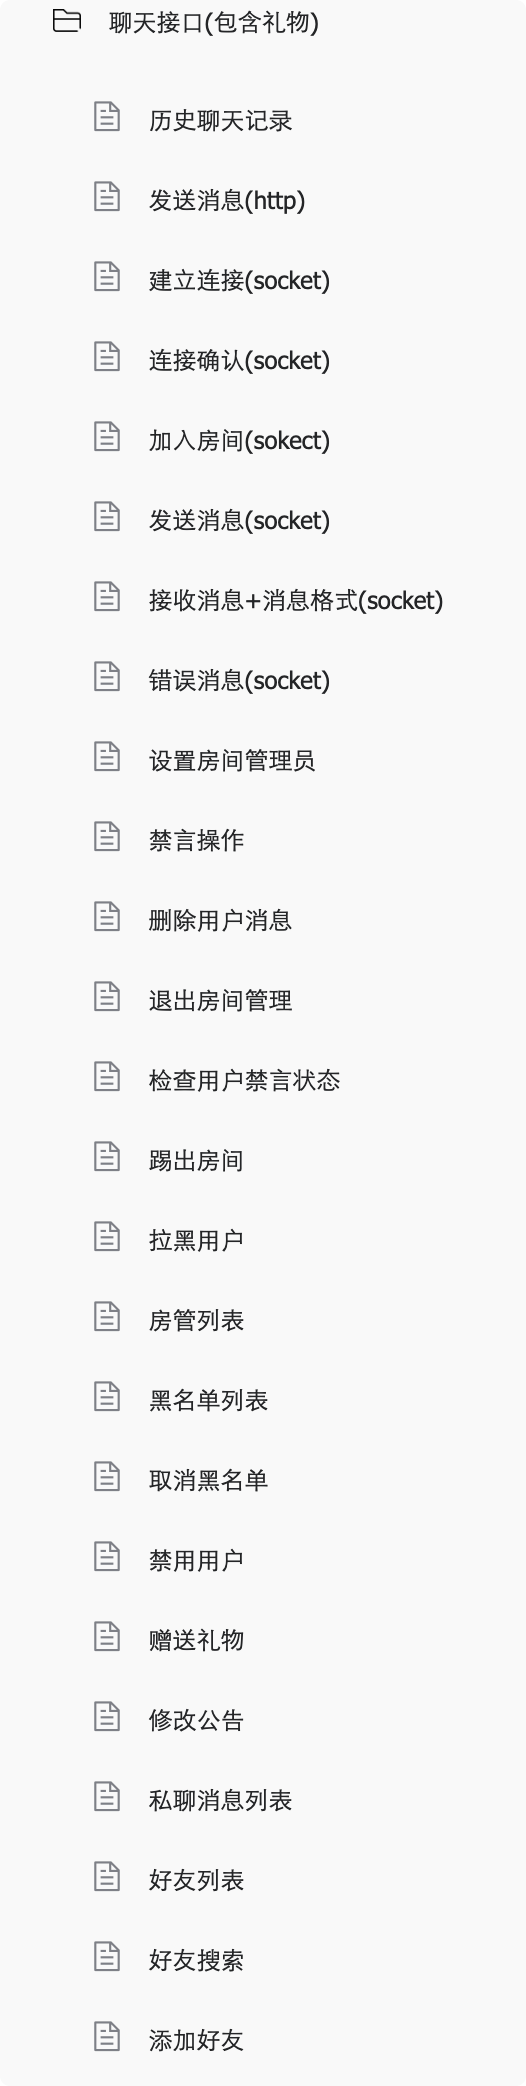 聊天接口(包含礼物)
历史聊天记录
发送消息(http)
建立连接(socket)
连接确认(socket)
加入房间(sokect)
发送消息(socket)
接收消息+消息格式(socket)
错误消息(socket)
设置房间管理员
禁言操作
删除用户消息
退出房间管理
检查用户禁言状态
踢出房间
拉黑用户
房管列表
黑名单列表
取消黑名单
禁用用户
赠送礼物
修改公告
私聊消息列表
好友列表
好友搜索
添加好友